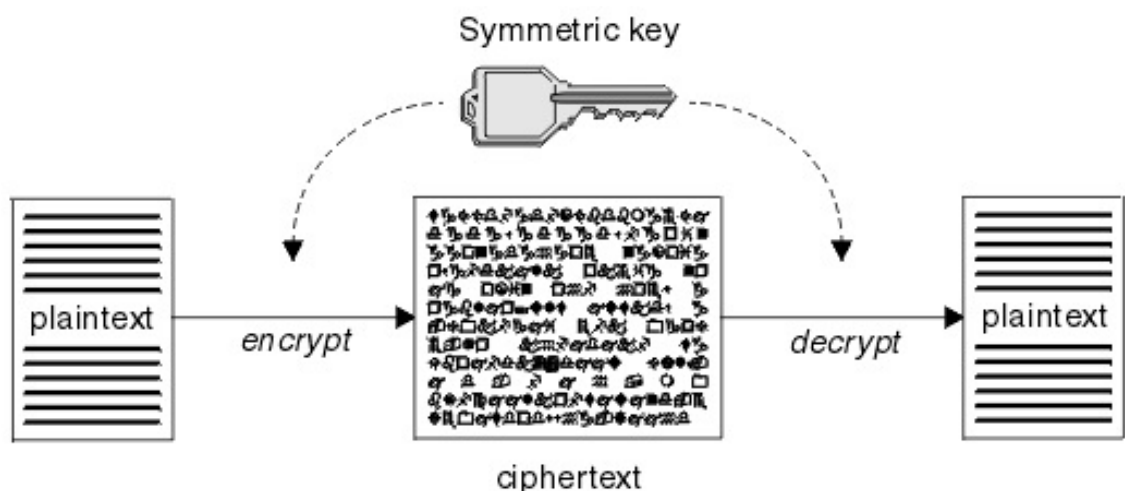 Symmetric key
plaintext
encrypt
decrypt
plaintext
ciphertext